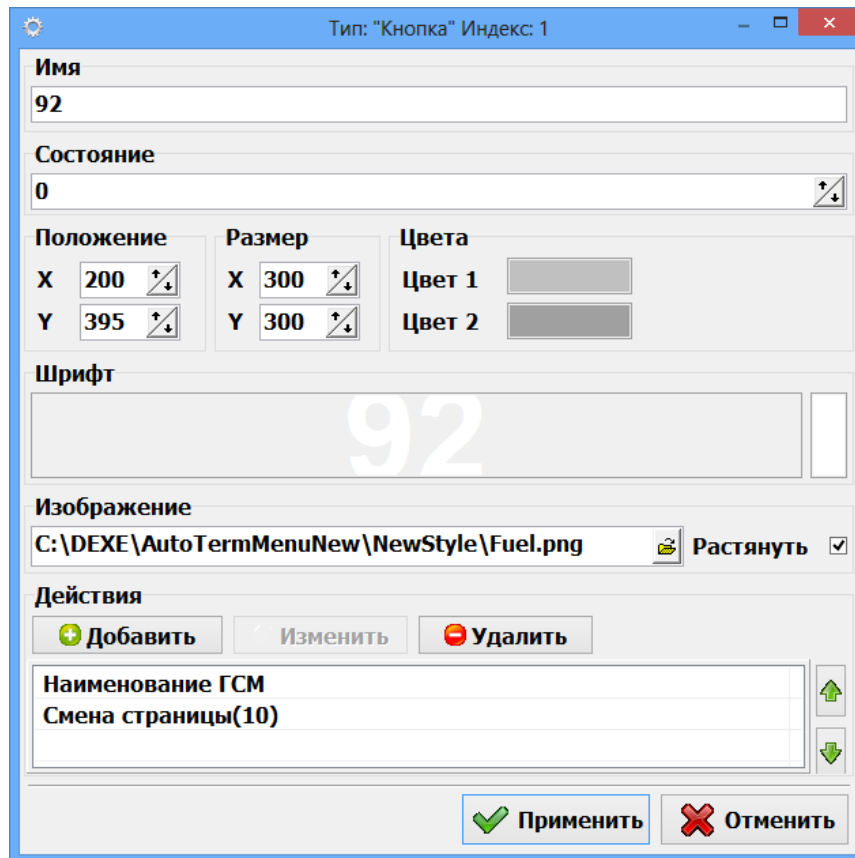 Тип: "Кнопка" Индекс: 1
Имя
92
Состояние
0
Положение Размер Цвета
X 200 X 300 Цвет 1
Y 395 Y 300 Цвет 2
Шрифт
92
Изображение
C:\DEXE\AutoTermMenuNew\NewStyle\Fuel.png Растянуть
Действия
Добавить Изменить Удалить
Наименование ГСМ
Смена страницы(10)
Применить Отменить